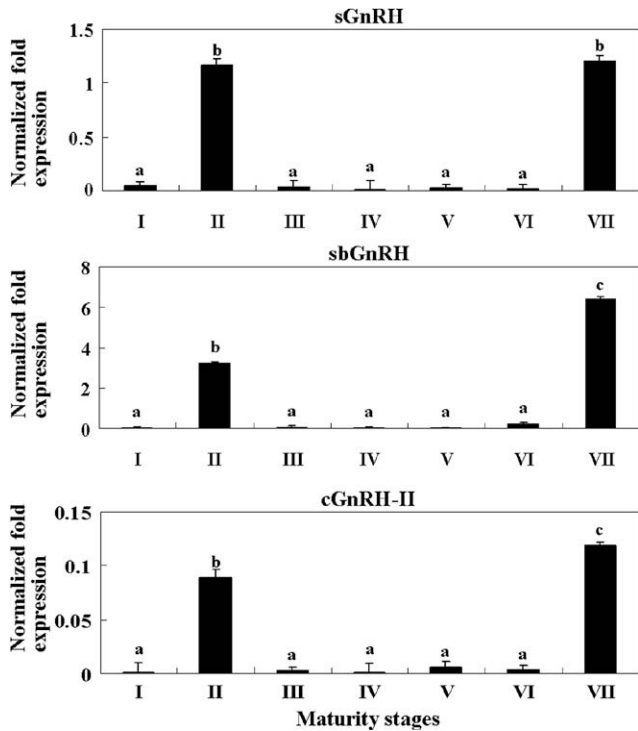 sGnRH
Normalized fold
expression
1.5
1
0.5
0
a
b
a
a
a
a
b
I II III IV V VI VII
sbGnRH
Normalized fold
expression
8
6
4
2
0
a
b
a
a
a
a
c
I II III IV V VI VII
cGnRH-II
Normalized fold
expression
0.15
0.1
0.05
0
a
b
a
a
a
a
c
I II III IV V VI VII
Maturity stages